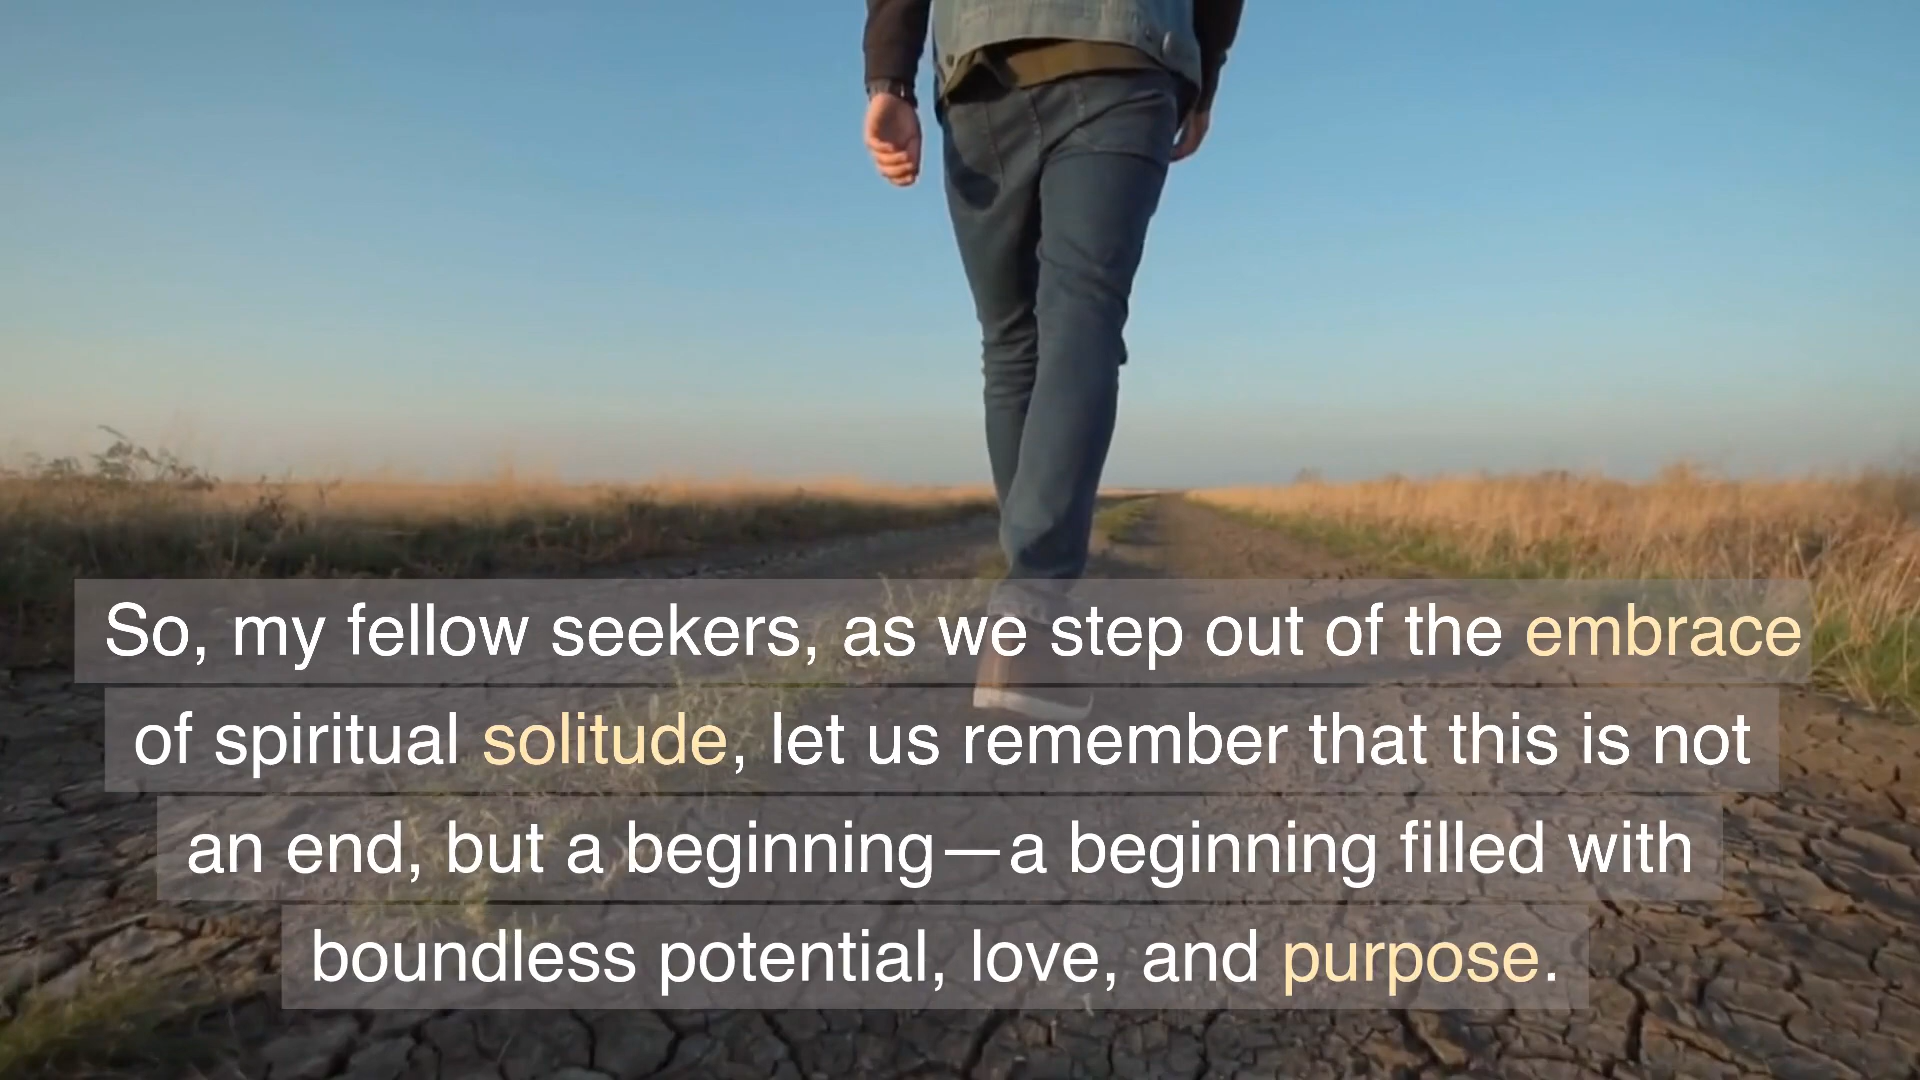 So, my fellow seekers, as we step out of the embrace
of spiritual solitude, let us remember that this is not
an end, but a beginning—a beginning filled with
boundless potential, love, and purpose.